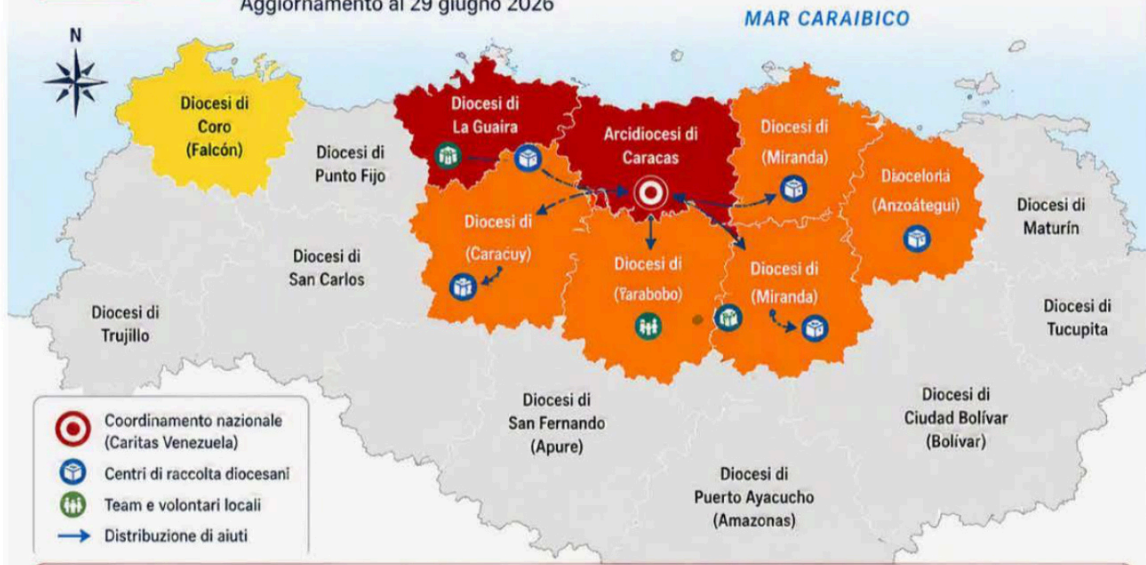 Aggiornamento al 29 giugno 2026
MAR CARAIBICO
N
Diocesi di
Coro
(Falcón)
Diocesi di
La Guaira
Arcidiocesi di
Caracas
Diocesi di
(Miranda)
Diocesi di
Punto Fijo
Diaceloria
(Anzoátegui)
Diocesi di
Maturín
Diocesi di
(Caracuy)
Diocesi di
San Carlos
Diocesi di
(Yarabobo)
Diocesi di
(Miranda)
Diocesi di
Trujillo
Diocesi di
Tucupita
Diocesi di
San Fernando
(Apure)
Diocesi di
Ciudad Bolívar
(Bolívar)
Diocesi di
Puerto Ayacucho
(Amazonas)
Coordinamento nazionale
(Caritas Venezuela)
Centri di raccolta diocesani
Team e volontari locali
Distribuzione di aiuti